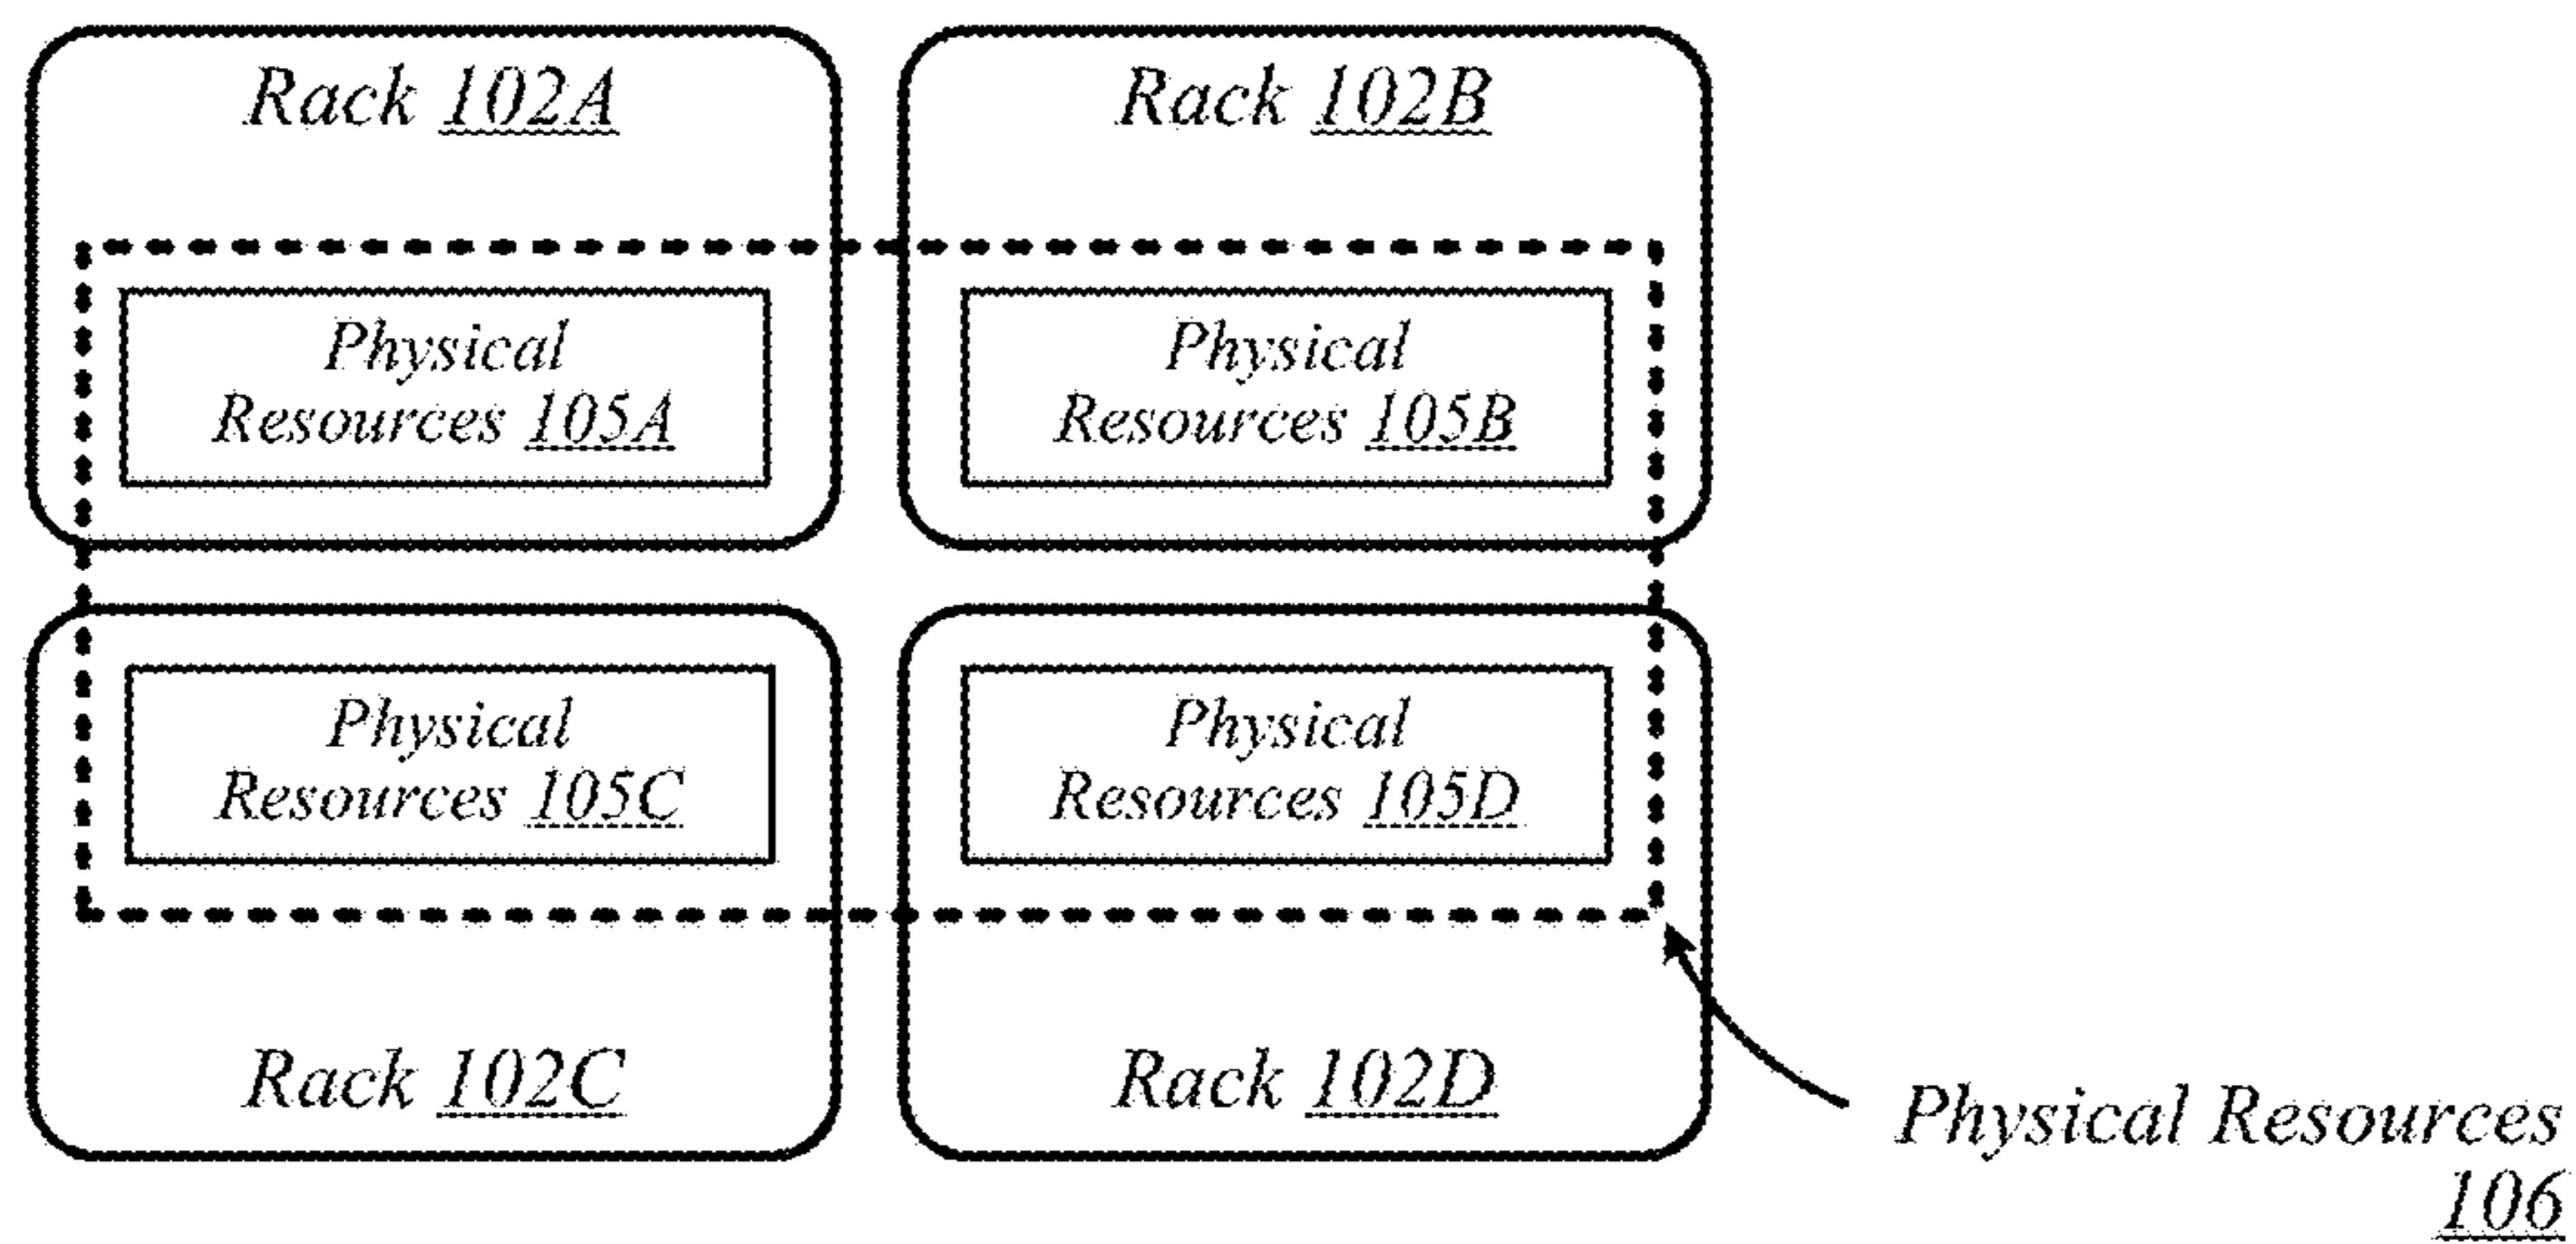 Rack 102A
Rack 102B
Physical
Resources 105A
Physical
Resources 105B
Physical
Resources 105C
Physical
Resources 105D
Rack 102C
Rack 102D
Physical Resources
106